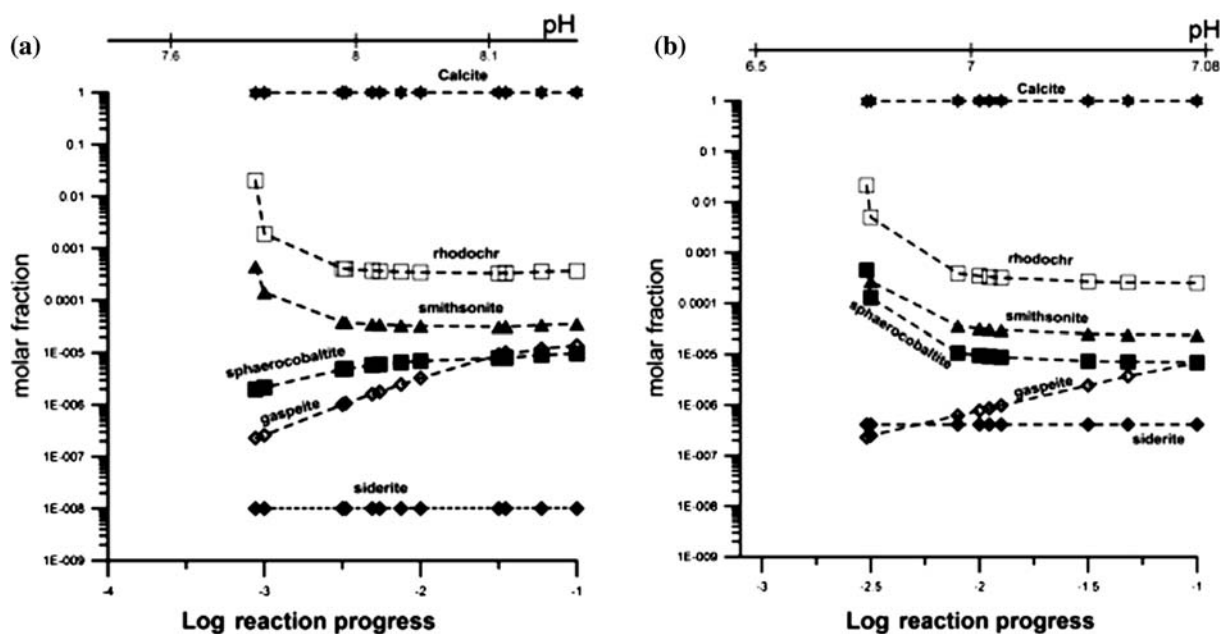 (a)
pH
7.6
8
8.1
Calcite
1
0.1
0.01
0 001
0 0001
1E-005
1E-006
1E-007
1E-008
1E-009
molar fraction
rhodochr
smithsonite
sphaerocobaltite
gaspeite
siderite
-4
-3
-2
-1
Log reaction progress
(b)
pH
6.5
7
7.08
Calcite
1
0.1
0 01
0 001
0 0001
1E-005
1E-006
1E-007
1E-008
1E-009
molar fraction
rhodochr
smithsonite
sphaerocobaltite
gaspeite
siderite
-3
-2.5
-2
-1.5
-1
Log reaction progress